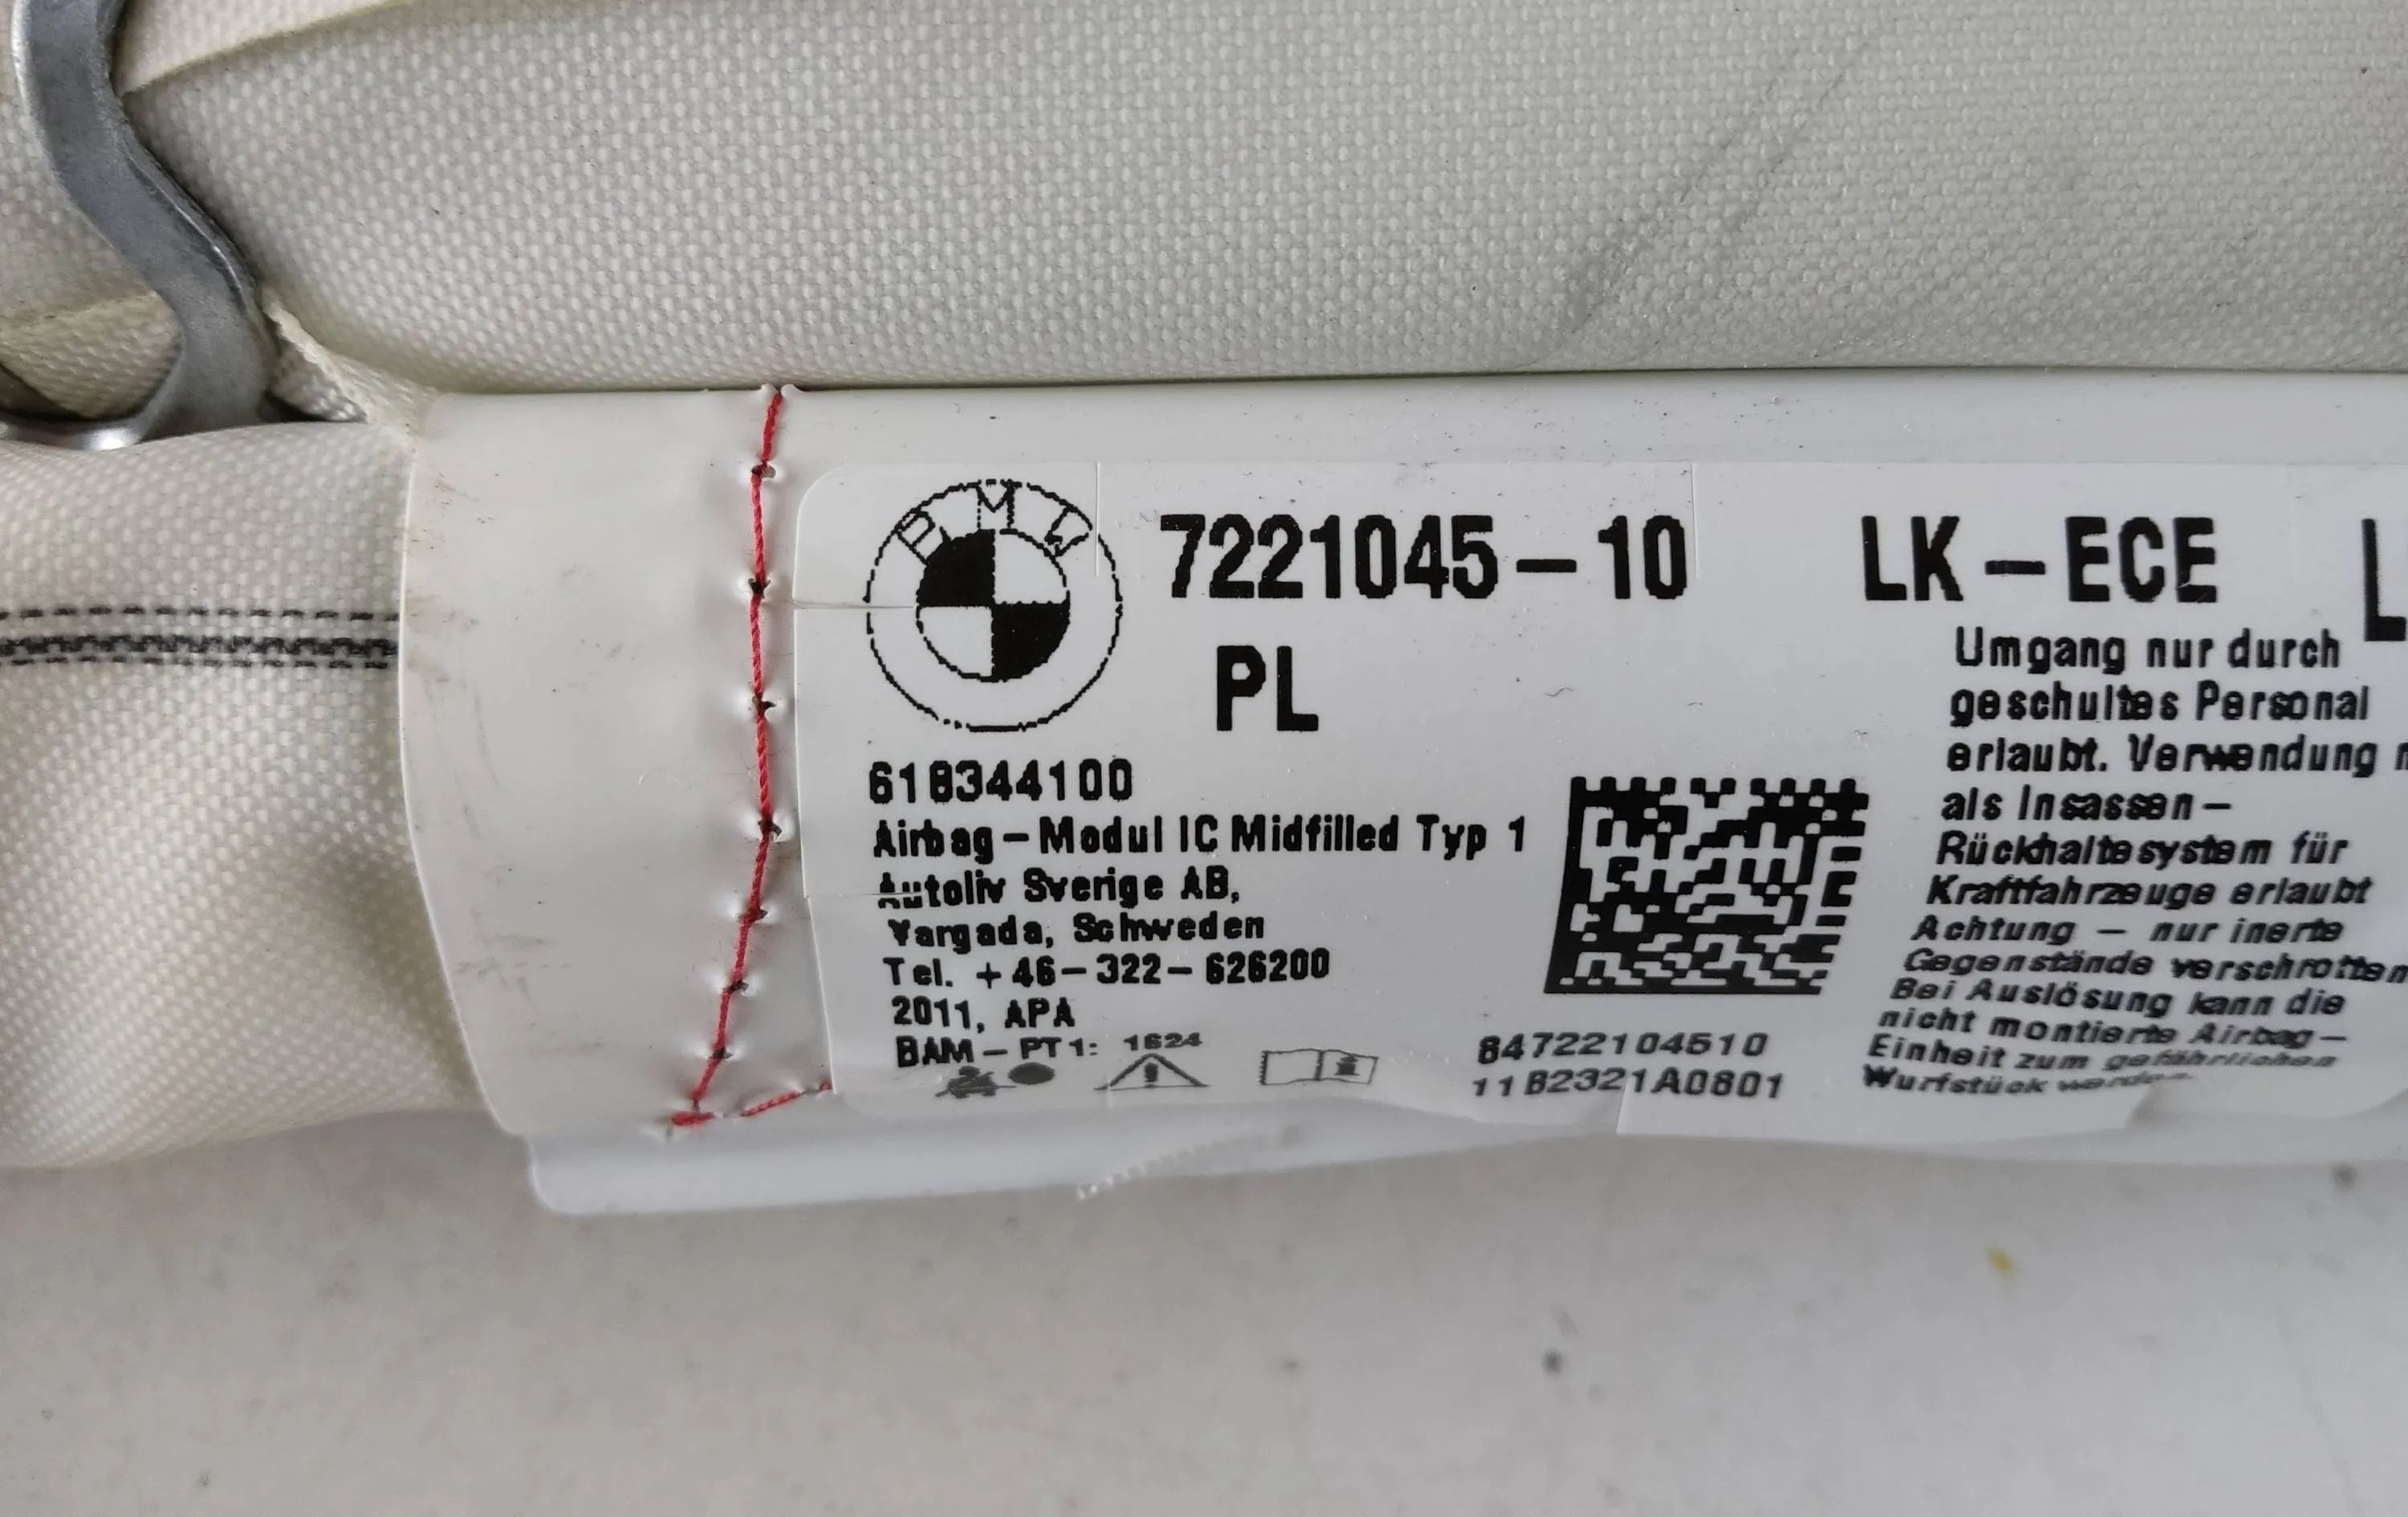 BMW
7221045-10 LK-ECE L
PL
618344100
Airbag-Modul IC Midfilled Typ 1
Autoliv Sverige AB,
Vargada, Schweden
Tel. +46-322-626200
2011, APA
BAM-PT1: 1624
84722104510
11B2321A0801
Umgang nur durch
geschultes Personal
erlaubt. Verwendung
als Insassen-
Rückhaltesystem für
Kraftfahrzeuge erlaubt
Achtung - nur inerte
Gegenstände verschrotten
Bei Auslösung kann die
nicht montierte Airbag-
Einheit zum gefährlichen
Wurfstück werden.